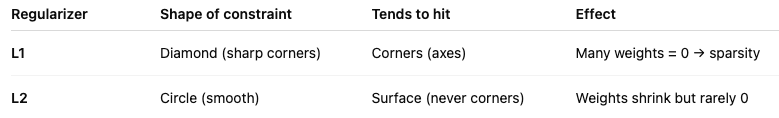 Regularizer Shape of constraint Tends to hit Effect
L1 Diamond (sharp corners) Corners (axes) Many weights = 0 → sparsity
L2 Circle (smooth) Surface (never corners) Weights shrink but rarely 0